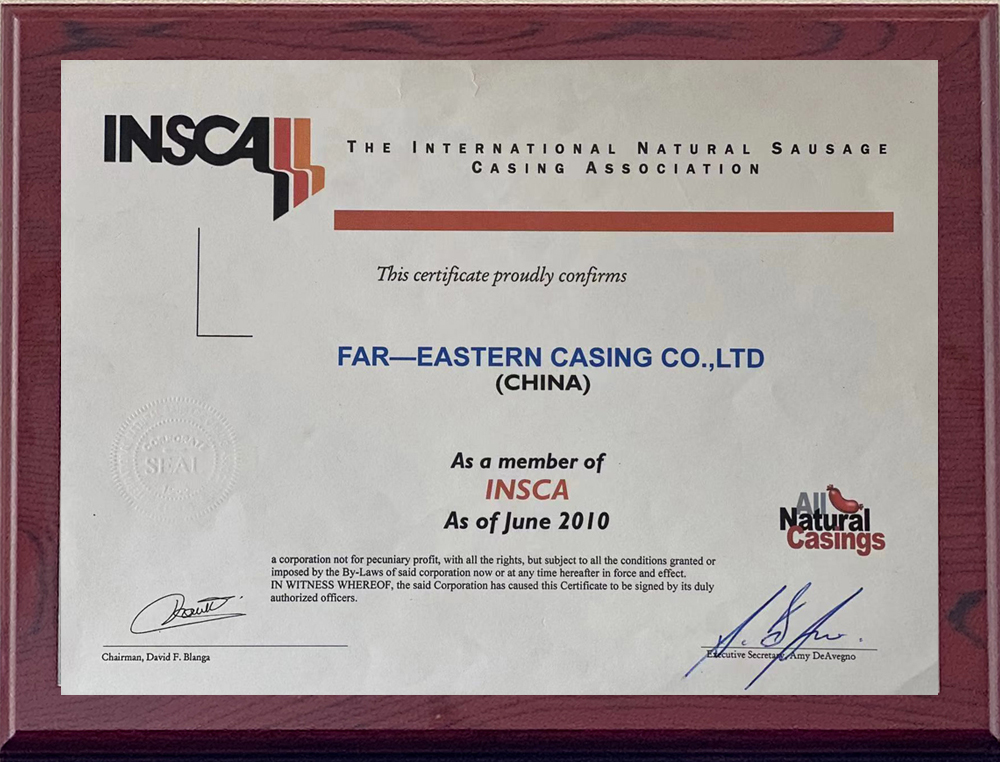 INSCA
THE INTERNATIONAL NATURAL SAUSAGE
CASING ASSOCIATION
This certificate proudly confirms
FAR—EASTERN CASING CO.,LTD
(CHINA)
CORPORATE
SEAL
As a member of
INSCA
As of June 2010
All
Natural
Casings
a corporation not for pecuniary profit, with all the rights, but subject to all the conditions granted or
imposed by the By-Laws of said corporation now or at any time hereafter in force and effect.
IN WITNESS WHEREOF, the said Corporation has caused this Certificate to be signed by its duly
authorized officers.
Chairman, David F. Blanga
Executive Secretary, Amy DeAvegno